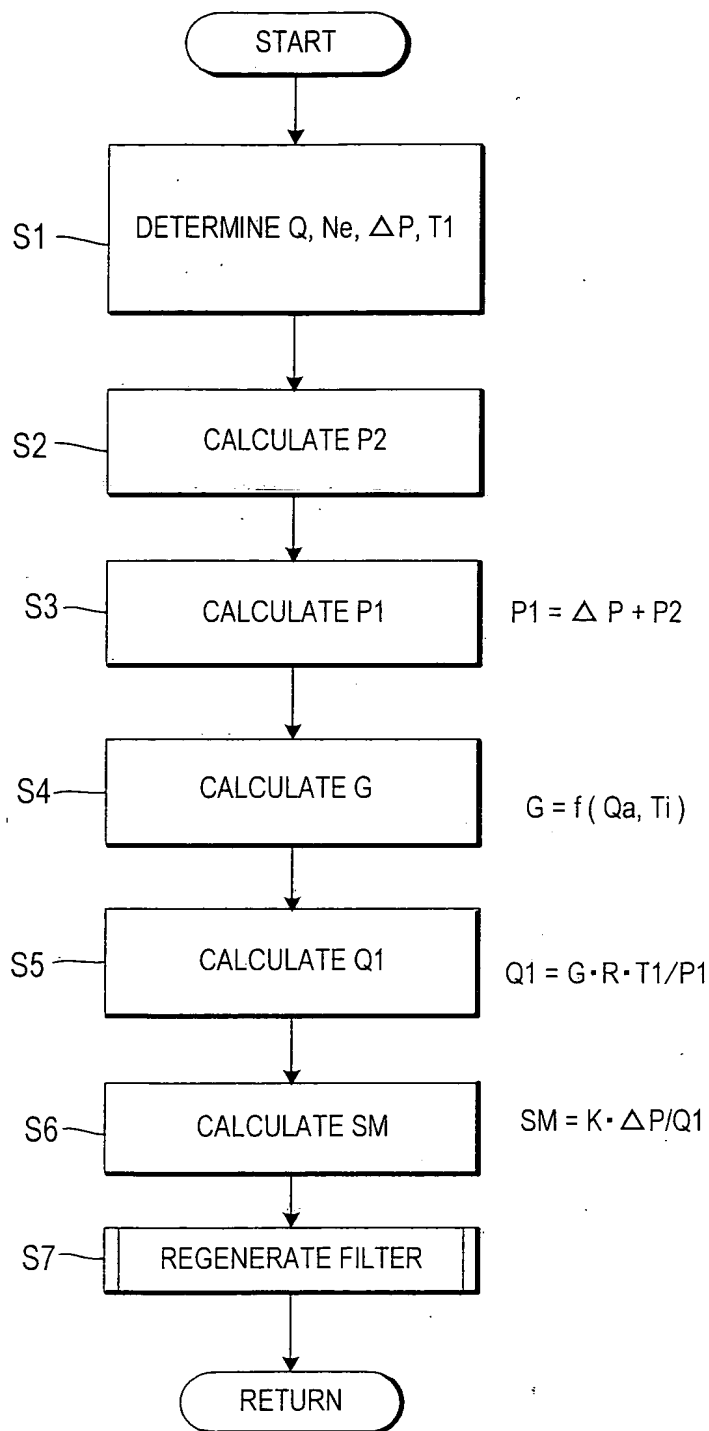 START
S1
DETERMINE Q, Ne, △P, T1
S2
CALCULATE P2
S3
CALCULATE P1
P1 = △ P + P2
S4
CALCULATE G
G = f ( Qa, Ti )
S5
CALCULATE Q1
Q1 = G·R·T1/P1
S6
CALCULATE SM
SM = K· △P/Q1
S7
REGENERATE FILTER
RETURN